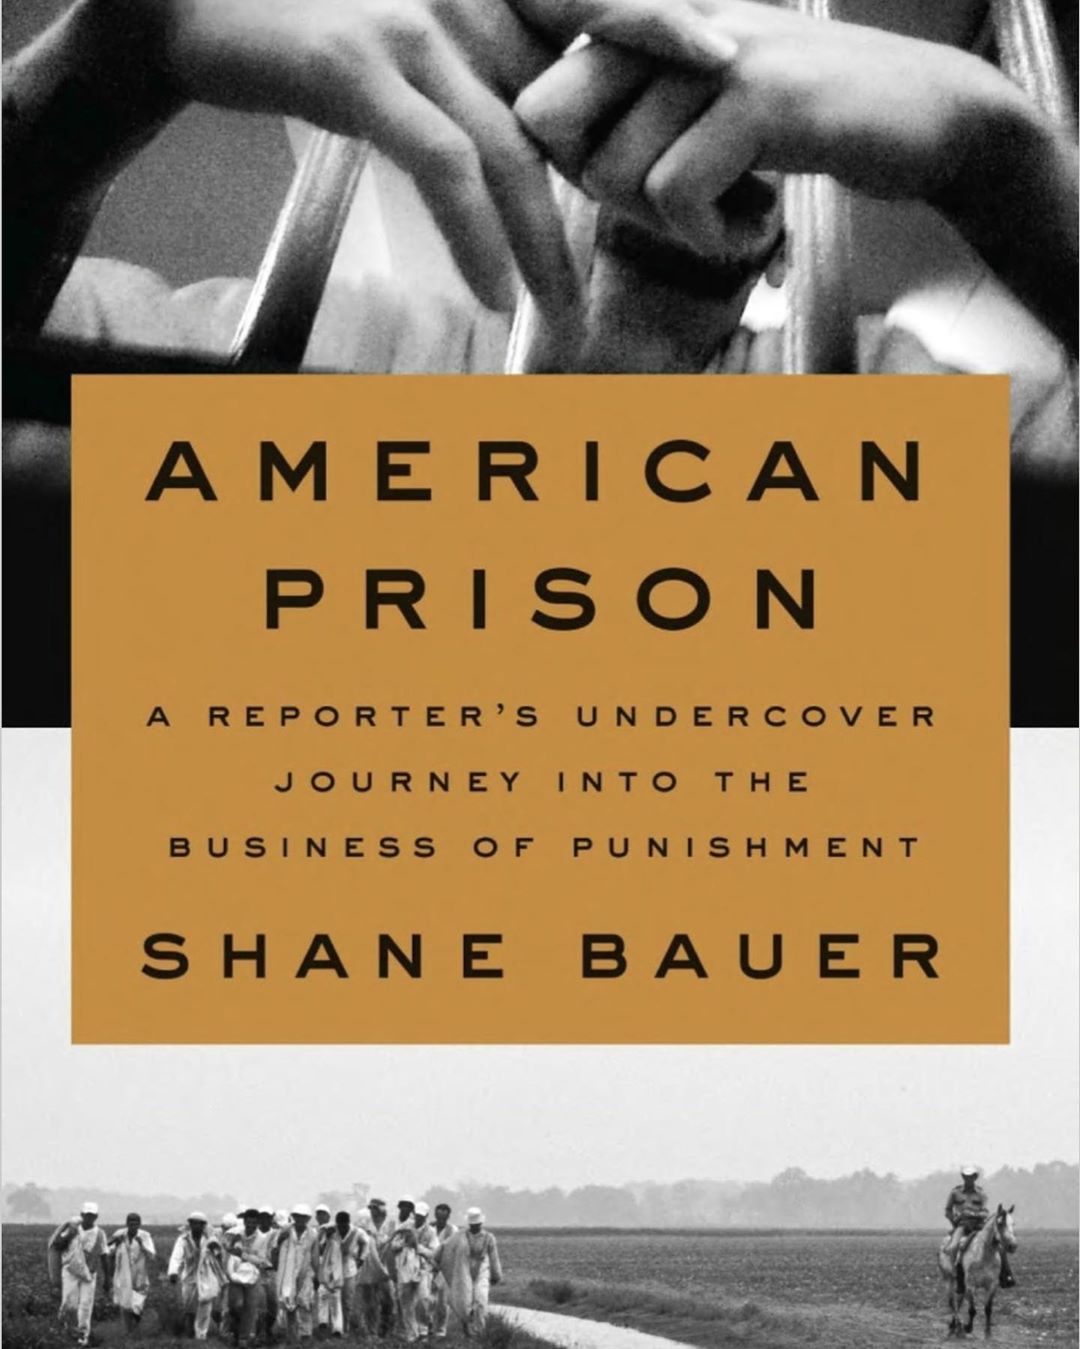 AMERICAN
PRISON
A REPORTER’S UNDERCOVER
JOURNEY INTO THE
BUSINESS OF PUNISHMENT
SHANE BAUER